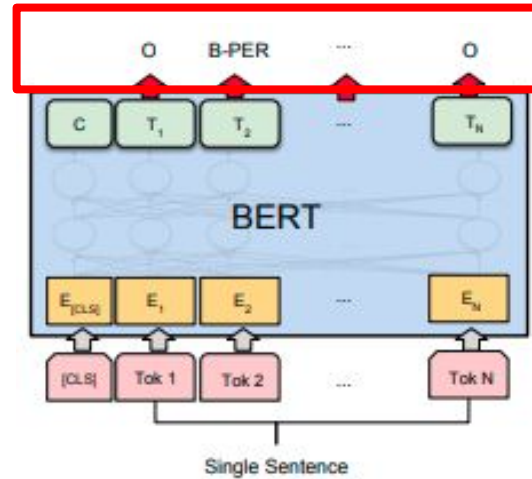 O B-PER ... O
C T1 T2 ... TN
BERT
E[CLS] E1 E2 ... EN
[CLS] Tok 1 Tok 2 ... Tok N
Single Sentence